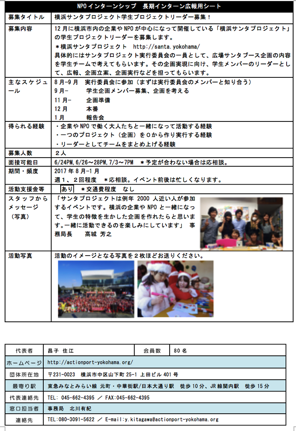 NPOインターンシップ　長期インターン広報用シート
募集タイトル　横浜サンタプロジェクト学生プロジェクトリーダー募集！
募集内容　12月に横浜市内の企業やNPOが中心になって開催している「横浜サンタプロジェクト」
の学生プロジェクトリーダーを募集します。
＊横浜サンタプロジェクト　http://santa.yokohama/
具体的にはサンタプロジェクト実行委員会の一員として、広場サンタブース企画の内容
を学生チームで考えてもらいます。その企画実現に向け、学生メンバーのリーダーとし
て、広報、企画立案、企画実行などを担ってもらいます。
主なスケジュール　8月-9月　実行委員会に参加（まずは実行委員会のメンバーと知り合う）
9月-　学生企画メンバー募集、企画を考える
11月-　企画準備
12月　本番
1月　報告会
得られる経験　・企業やNPOで働く大人たちと一緒になって活動する経験
・一つのプロジェクト（企画）をゼロから作り実行する経験
・リーダーとしてチームをまとめ上げる経験
募集人数　２人
面接可能日　6/24PM,6/26～28PM,7/3～7PM　＊予定が合わない場合は応相談。
期間・頻度　2017年8月-1月
週１、２回程度　＊応相談。イベント前後は忙しくなります。
活動支援金等　あり　＊交通費程度　なし
スタッフからメッセージ（写真）　「サンタプロジェクトは例年2000人近い人が参加
するイベントです。横浜の企業やNPOと一緒になって、学生の特徴を生かした企画を作れたらと思います。一緒に活動できるのを楽しみにしています」　事務局長　高城　芳之
活動写真　活動のイメージとなる写真を２枚ほどお送りください。
代表者　昌子　住江　会員数　80名
ホームページ　http://actionport-yokohama.org/
団体所在地　〒231-0023　横浜市中区山下町25-1　上田ビル401号
最寄り駅　東急みなとみらい線　元町・中華街駅/日本大通り駅　徒歩10分、JR関内駅　徒歩15分
代表連絡先　TEL：045-662-4395　／　FAX：045-662-4395
窓口担当者　事務局　北川有紀
連絡先　TEL:080-3091-5622　／　E-mail:y.kitagawa@actionport-yokohama.org